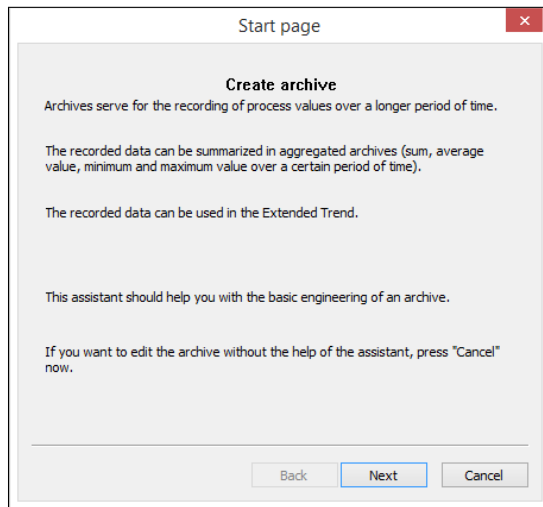 Start page
Create archive
Archives serve for the recording of process values over a longer period of time.
The recorded data can be summarized in aggregated archives (sum, average
value, minimum and maximum value over a certain period of time).
The recorded data can be used in the Extended Trend.
This assistant should help you with the basic engineering of an archive.
If you want to edit the archive without the help of the assistant, press "Cancel"
now.
Back Next Cancel